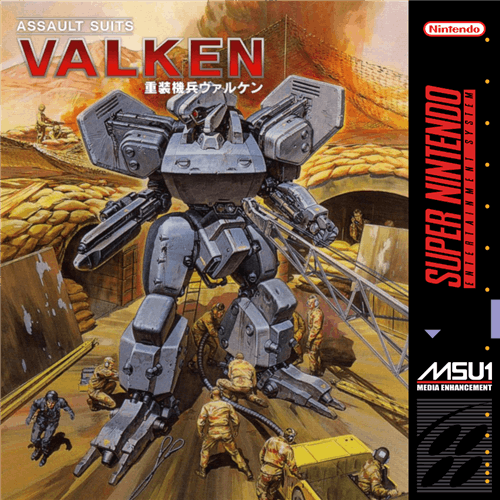 ASSAULT SUITS
VALKEN
重装機兵ヴァルケン
Nintendo
SUPER NINTENDO
ENTERTAINMENT SYSTEM
MSU1
MEDIA ENHANCEMENT